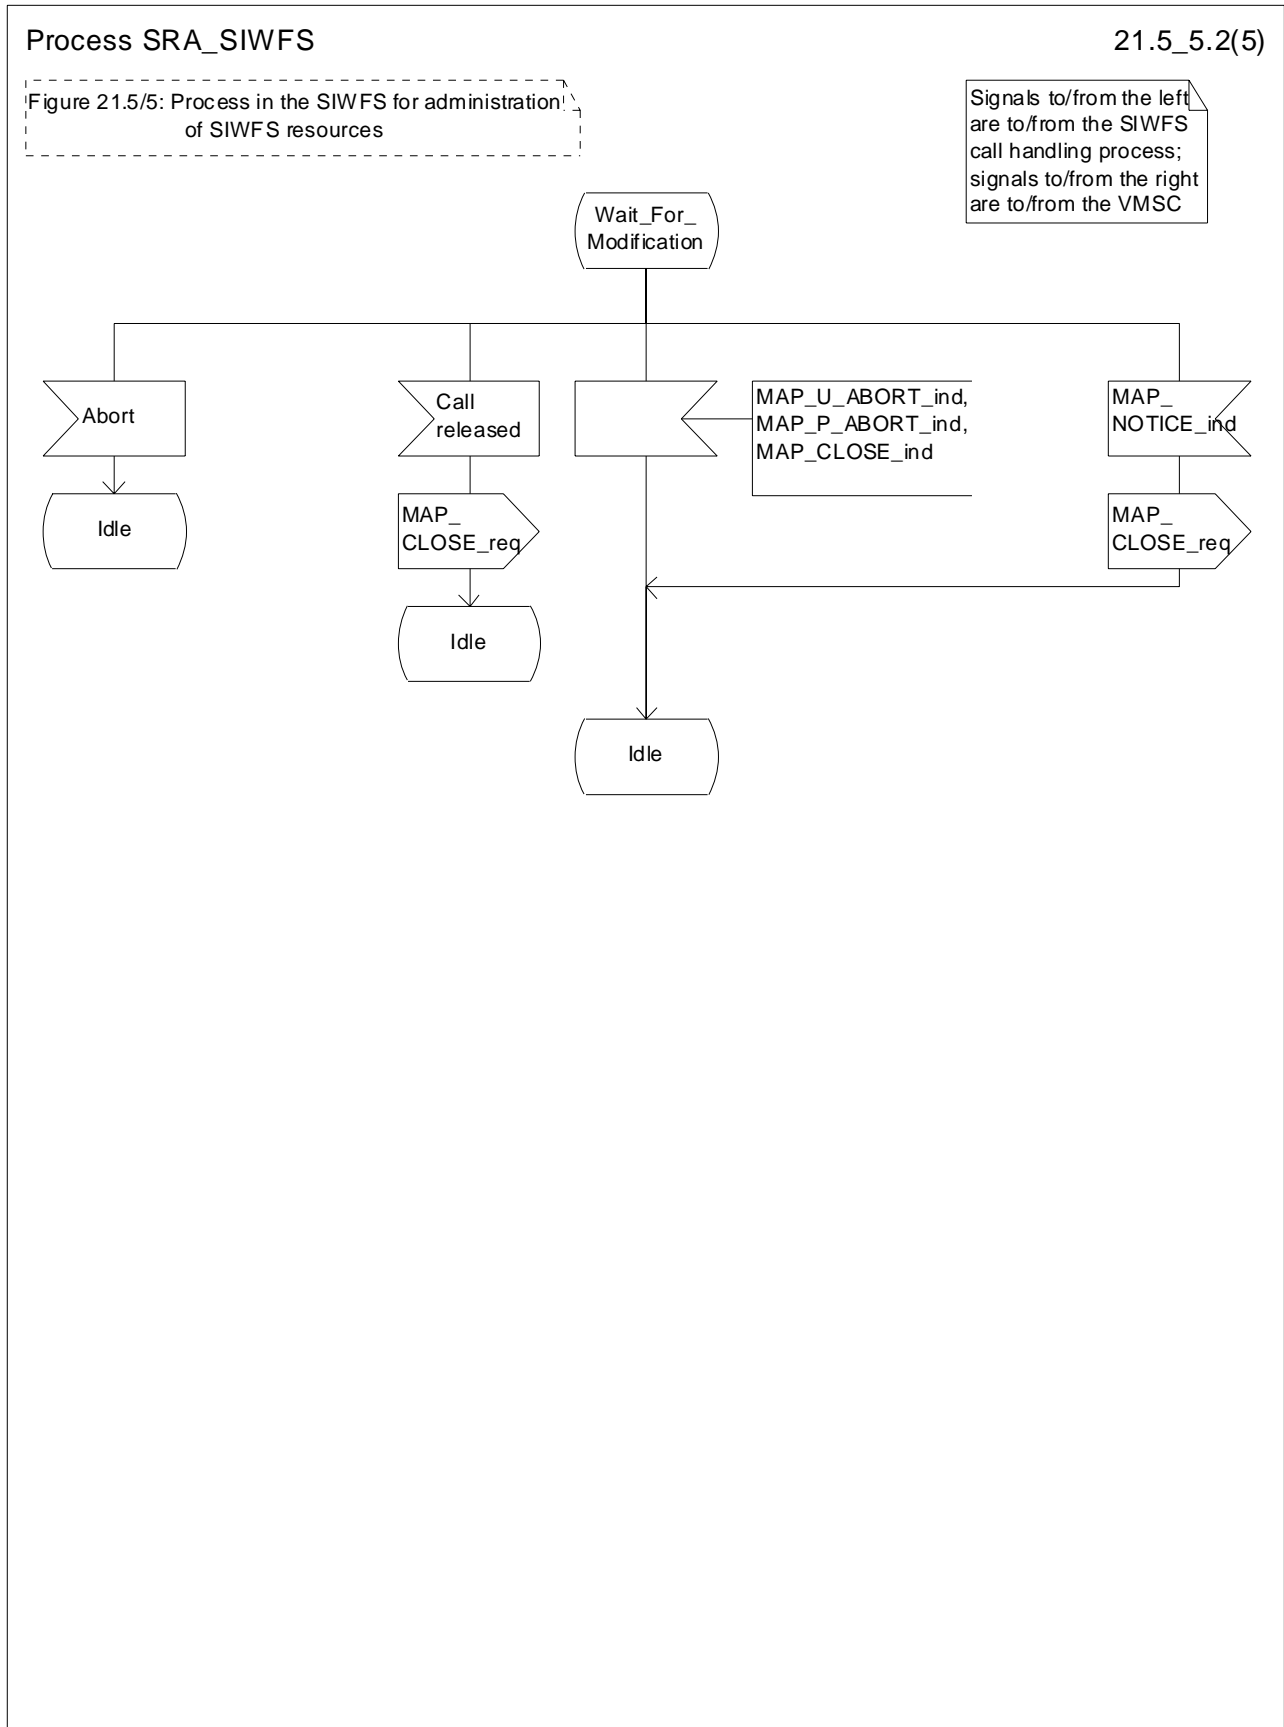 Process SRA_SIWFS
21.5_5.2(5)
Figure 21.5/5: Process in the SIWFS for administration
of SIWFS resources
Signals to/from the left
are to/from the SIWFS
call handling process;
signals to/from the right
are to/from the VMSC
Wait_For_
Modification
Abort
Call
released
MAP_U_ABORT_ind,
MAP_P_ABORT_ind,
MAP_CLOSE_ind
MAP_
NOTICE_ind
Idle
MAP_
CLOSE_req
MAP_
CLOSE_req
Idle
Idle